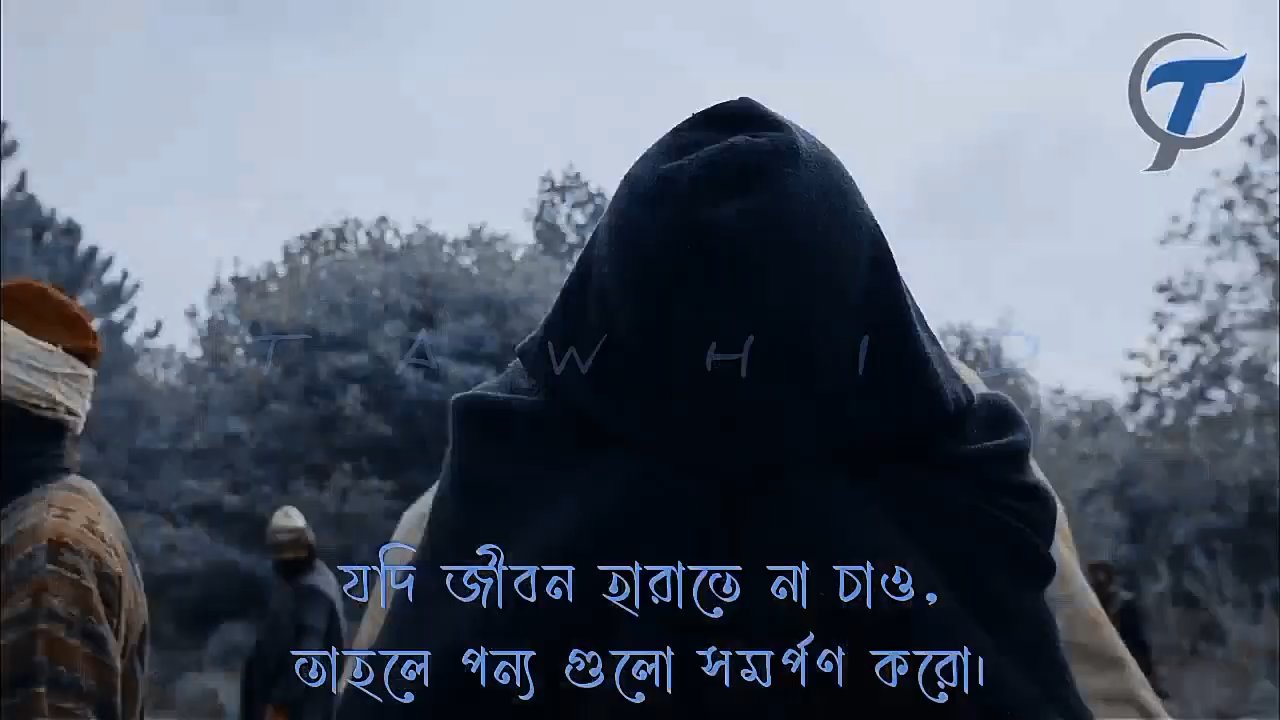 T A W H I D
যদি জীবন হারাতে না চাও,
তাহলে পন্য গুলো সমর্পণ করো।